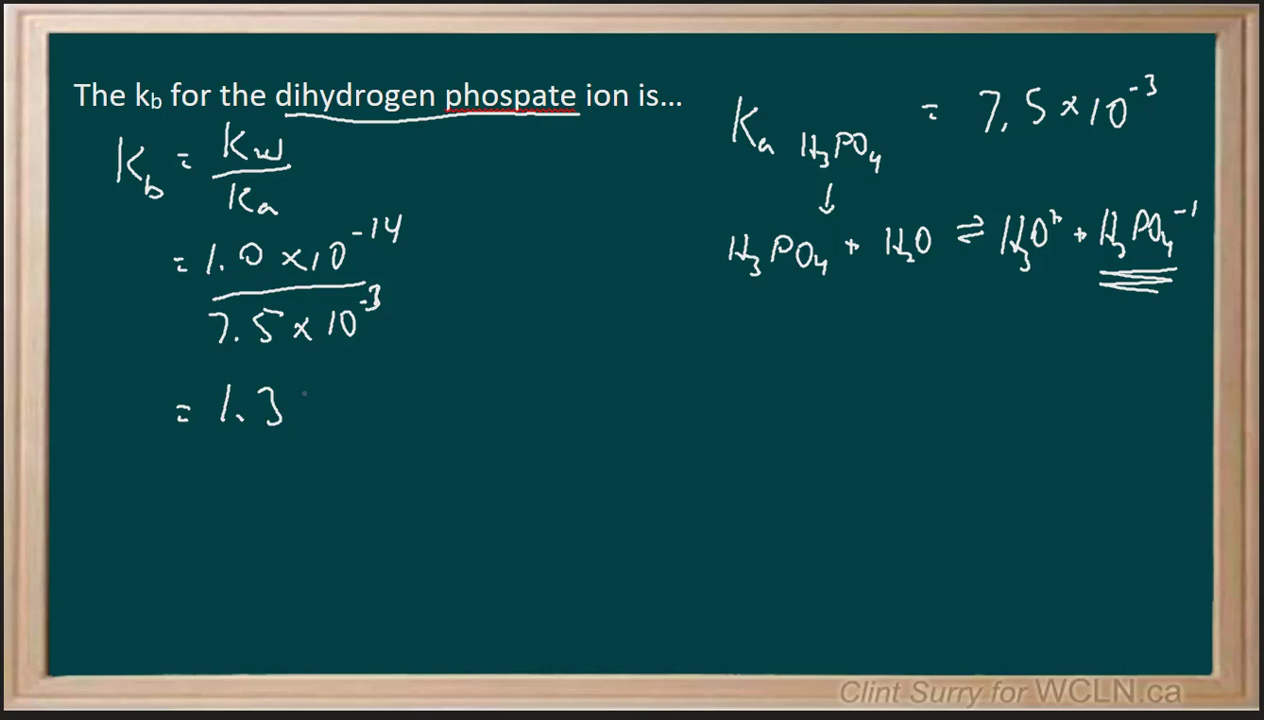 The kb for the dihydrogen phospate ion is...
Kb = Kw / Ka
= 1.0 x 10^-14 / 7.5 x 10^-3
= 1.3
Ka H3PO4 = 7.5 x 10^-3
↓
H3PO4 + H2O ⇌ H3O+ + H3PO4^-1
Clint Surry for WCLN.ca